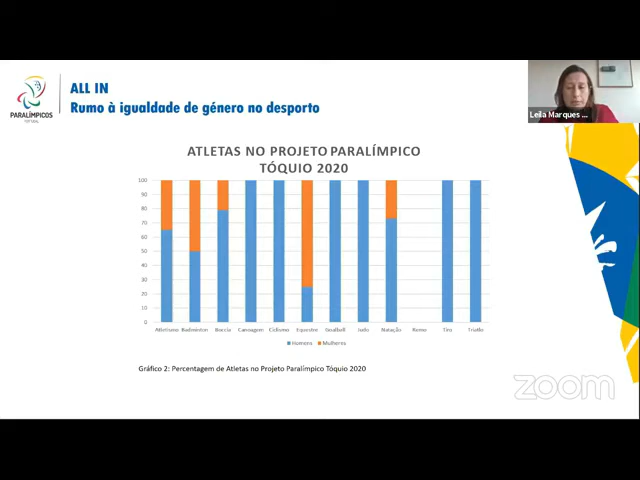 ALL IN
Rumo à igualdade de género no desporto
PARALÍMPICOS
PORTUGAL
Leila Marques ...
ATLETAS NO PROJETO PARALÍMPICO
TÓQUIO 2020
100
90
80
70
60
50
40
30
20
10
0
Atletismo Badminton Boccia Canoagem Ciclismo Equestre Goalball Judo Natação Remo Tiro Triatlo
Homens Mulheres
Gráfico 2: Percentagem de Atletas no Projeto Paralímpico Tóquio 2020
zoom